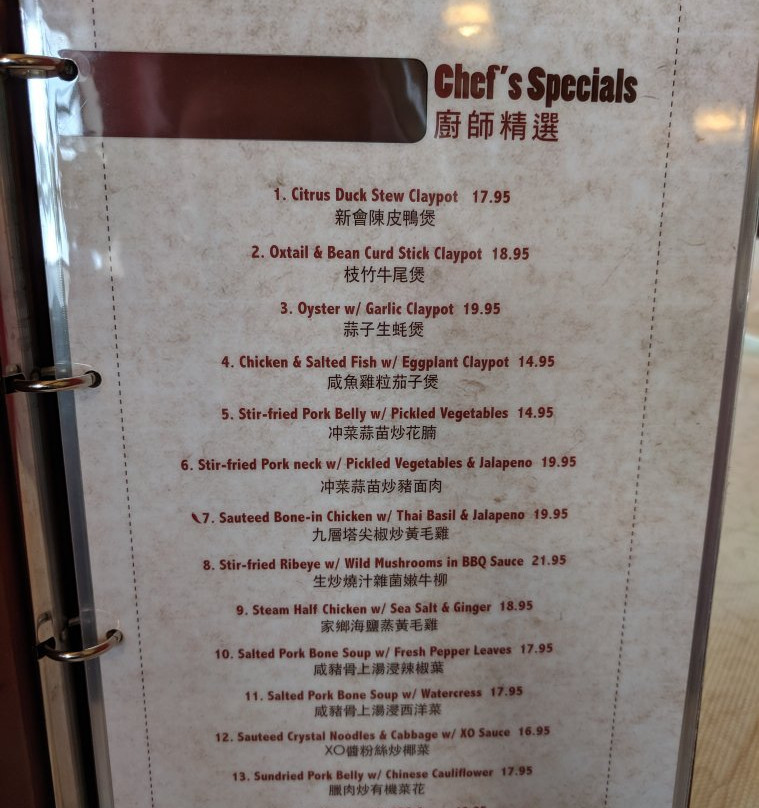 Chef's Specials
廚師精選
1. Citrus Duck Stew Claypot 17.95
新會陳皮鴨煲
2. Oxtail & Bean Curd Stick Claypot 18.95
枝竹牛尾煲
3. Oyster w/ Garlic Claypot 19.95
蒜子生蚝煲
4. Chicken & Salted Fish w/ Eggplant Claypot 14.95
咸魚雞粒茄子煲
5. Stir-fried Pork Belly w/ Pickled Vegetables 14.95
冲菜蒜苗炒花腩
6. Stir-fried Pork neck w/ Pickled Vegetables & Jalapeno 19.95
冲菜蒜苗炒豬面肉
7. Sauteed Bone-in Chicken w/ Thai Basil & Jalapeno 19.95
九層塔尖椒炒黃毛雞
8. Stir-fried Ribeye w/ Wild Mushrooms in BBQ Sauce 21.95
生炒燒汁雜菌嫩牛柳
9. Steam Half Chicken w/ Sea Salt & Ginger 18.95
家鄉海鹽蒸黃毛雞
10. Salted Pork Bone Soup w/ Fresh Pepper Leaves 17.95
咸豬骨上湯浸辣椒葉
11. Salted Pork Bone Soup w/ Watercress 17.95
咸豬骨上湯浸西洋菜
12. Sauteed Crystal Noodles & Cabbage w/ XO Sauce 16.95
XO醬粉絲炒椰菜
13. Sundried Pork Belly w/ Chinese Cauliflower 17.95
臘肉炒有機菜花